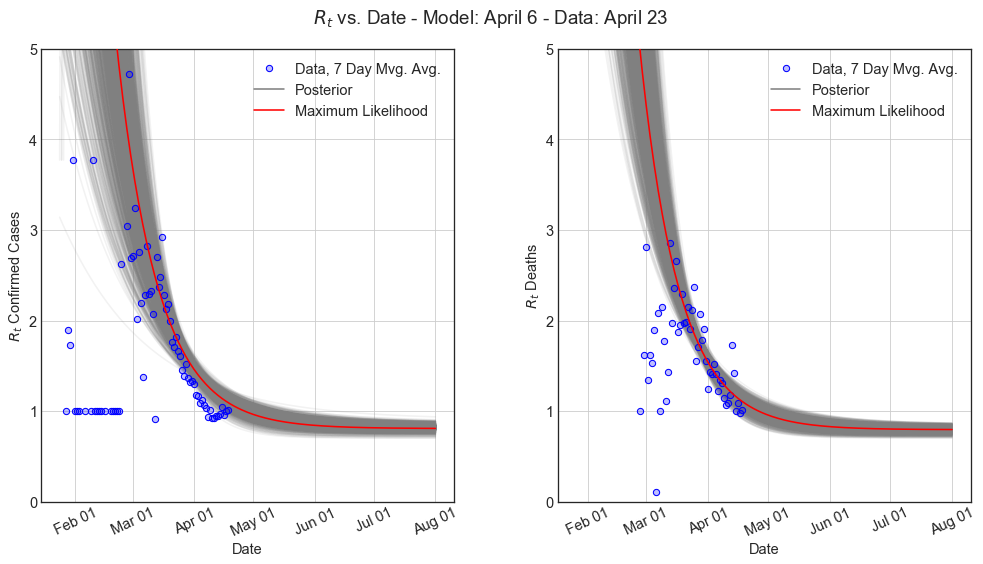 R_t vs. Date - Model: April 6 - Data: April 23
R_t Confirmed Cases
5
4
3
2
1
0
Data, 7 Day Mvg. Avg.
Posterior
Maximum Likelihood
Feb 01
Mar 01
Apr 01
May 01
Jun 01
Jul 01
Aug 01
Date
R_t Deaths
5
4
3
2
1
0
Data, 7 Day Mvg. Avg.
Posterior
Maximum Likelihood
Feb 01
Mar 01
Apr 01
May 01
Jun 01
Jul 01
Aug 01
Date